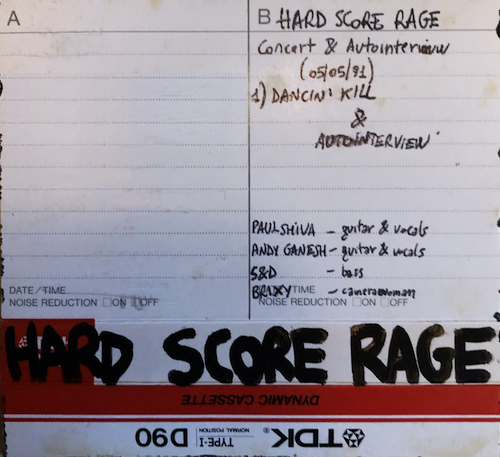 A
B HARD SCORE RAGE
Concert & Autointerview
(05/05/91)
1) DANCIN' KILL
&
AUTOINTERVIEW
PAUL SHIVA - guitar & vocals
ANDY GANESH - guitar & vocals
S&D - bass
BRIXY - camerawoman
DATE/TIME
NOISE REDUCTION ☐ON ☐OFF
TIME
NOISE REDUCTION ☐ON ☐OFF
HARD SCORE RAGE
DYNAMIC CASSETTE
TDK® TYPE-I NORMAL POSITION D90